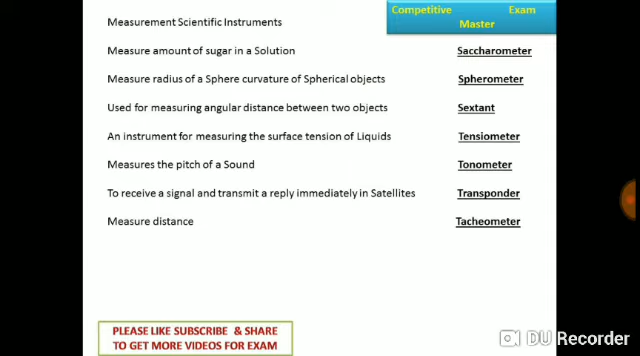 Competitive Exam
Master
Measurement Scientific Instruments
Measure amount of sugar in a Solution Saccharometer
Measure radius of a Sphere curvature of Spherical objects Spherometer
Used for measuring angular distance between two objects Sextant
An instrument for measuring the surface tension of Liquids Tensiometer
Measures the pitch of a Sound Tonometer
To receive a signal and transmit a reply immediately in Satellites Transponder
Measure distance Tacheometer
PLEASE LIKE SUBSCRIBE & SHARE
TO GET MORE VIDEOS FOR EXAM
DU Recorder